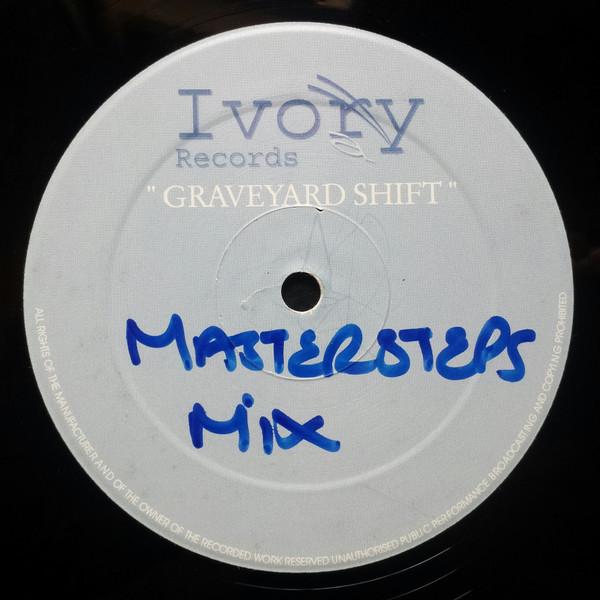 Ivory
Records
" GRAVEYARD SHIFT "
MASTERSTEPS
MIX
ALL RIGHTS OF THE MANUFACTURER AND OF THE OWNER OF THE RECORDED WORK RESERVED UNAUTHORISED PUBLIC PERFORMANCE BROADCASTING AND COPYING PROHIBITED